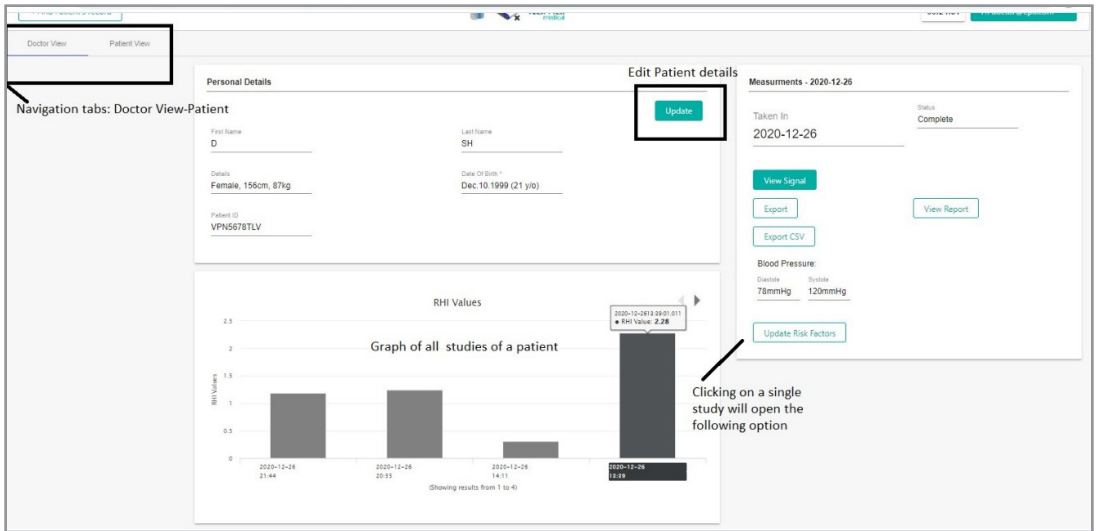 Doctor View
Patient View
Navigation tabs: Doctor View-Patient
Personal Details
Edit Patient details
Update
First Name
D
Last Name
SH
Details
Female, 156cm, 87kg
Date Of Birth *
Dec.10.1999 (21 y/o)
Patient ID
VPN5678TLV
Measurments - 2020-12-26
Taken In
2020-12-26
Status
Complete
View Signal
Export
View Report
Export CSV
Blood Pressure:
Diastole
Systole
78mmHg
120mmHg
Update Risk Factors
Clicking on a single
study will open the
following option
RHI Values
2020-12-2613:29:01.011
● RHI Value: 2.28
Graph of all studies of a patient
RHI Values
2.5
2
1.5
1
0.5
0
2020-12-26
21:44
2020-12-26
20:53
2020-12-26
14:11
2020-12-26
(Showing results from 1 to 4)